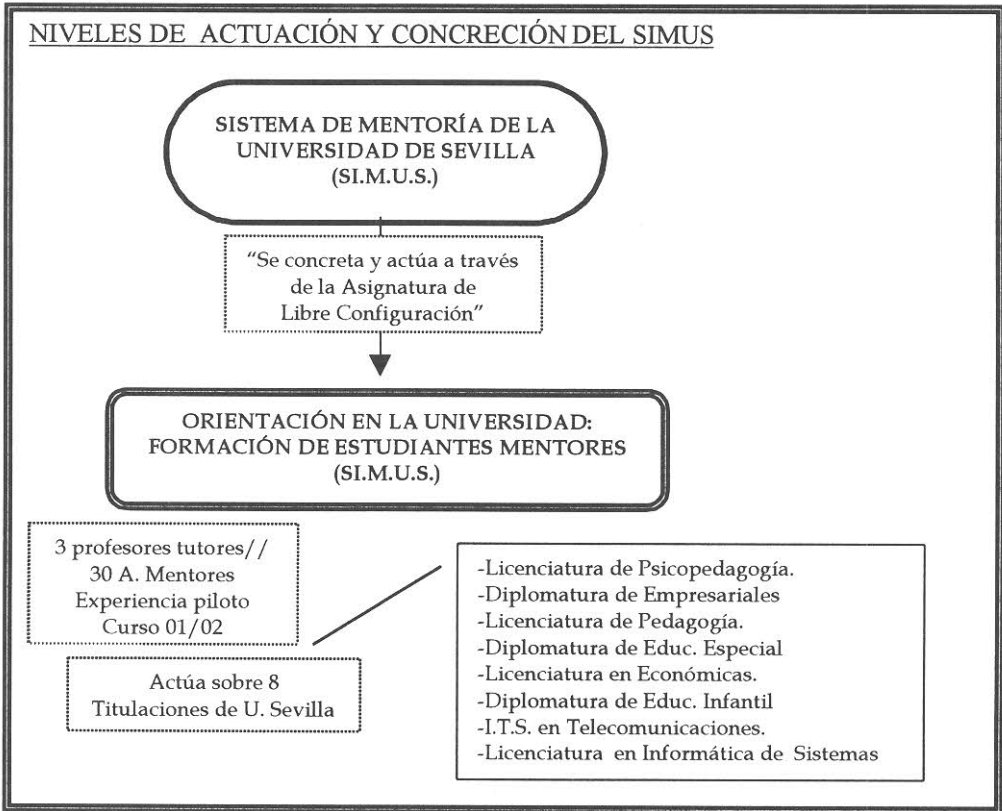 NIVELES DE ACTUACIÓN Y CONCRECIÓN DEL SIMUS
SISTEMA DE MENTORÍA DE LA
UNIVERSIDAD DE SEVILLA
(SI.M.U.S.)
“Se concreta y actúa a través
de la Asignatura de
Libre Configuración”
ORIENTACIÓN EN LA UNIVERSIDAD:
FORMACIÓN DE ESTUDIANTES MENTORES
(SI.M.U.S.)
3 profesores tutores//
30 A. Mentores
Experiencia piloto
Curso 01/02
Actúa sobre 8
Titulaciones de U. Sevilla
-Licenciatura de Psicopedagogía.
-Diplomatura de Empresariales
-Licenciatura de Pedagogía.
-Diplomatura de Educ. Especial
-Licenciatura en Económicas.
-Diplomatura de Educ. Infantil
-I.T.S. en Telecomunicaciones.
-Licenciatura en Informática de Sistemas